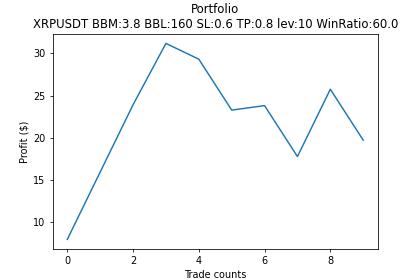 Portfolio
XRPUSDT BBM:3.8 BBL:160 SL:0.6 TP:0.8 lev:10 WinRatio:60.0
30
25
20
15
10
Profit ($)
0 2 4 6 8
Trade counts